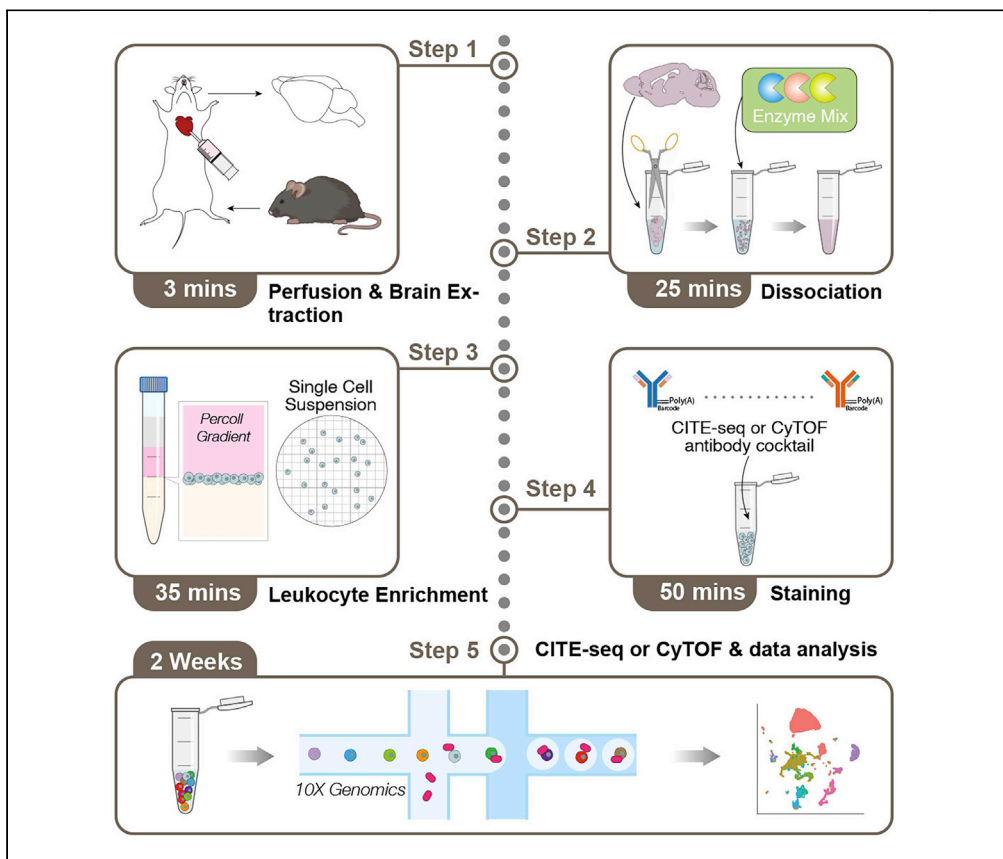 Step 1
3 mins
Perfusion & Brain Ex-
traction
Enzyme Mix
Step 2
25 mins
Dissociation
Step 3
Percoll
Gradient
Single Cell
Suspension
35 mins
Leukocyte Enrichment
Poly(A)
Barcode
Poly(A)
Barcode
CITE-seq or CyTOF
antibody cocktail
Step 4
50 mins
Staining
2 Weeks
Step 5
CITE-seq or CyTOF & data analysis
10X Genomics